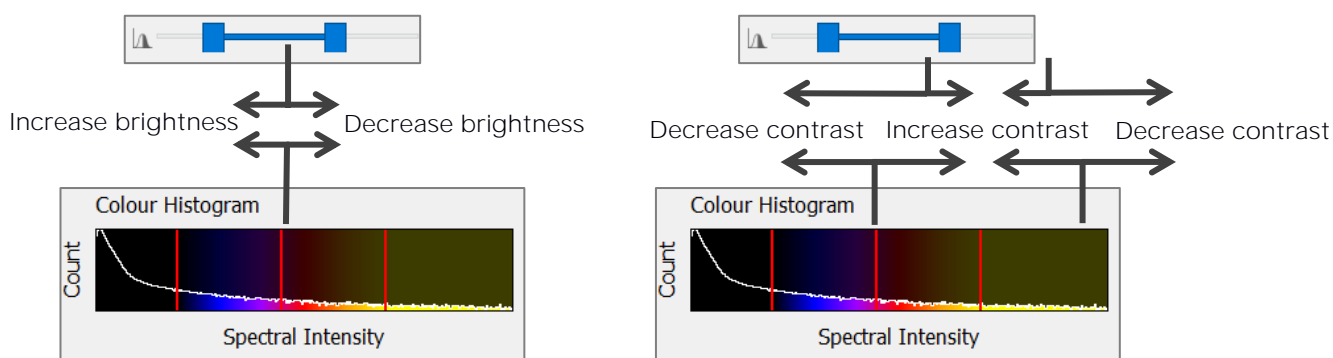 Increase brightness
Decrease brightness
Colour Histogram
Count
Spectral Intensity
Decrease contrast
Increase contrast
Decrease contrast
Colour Histogram
Count
Spectral Intensity